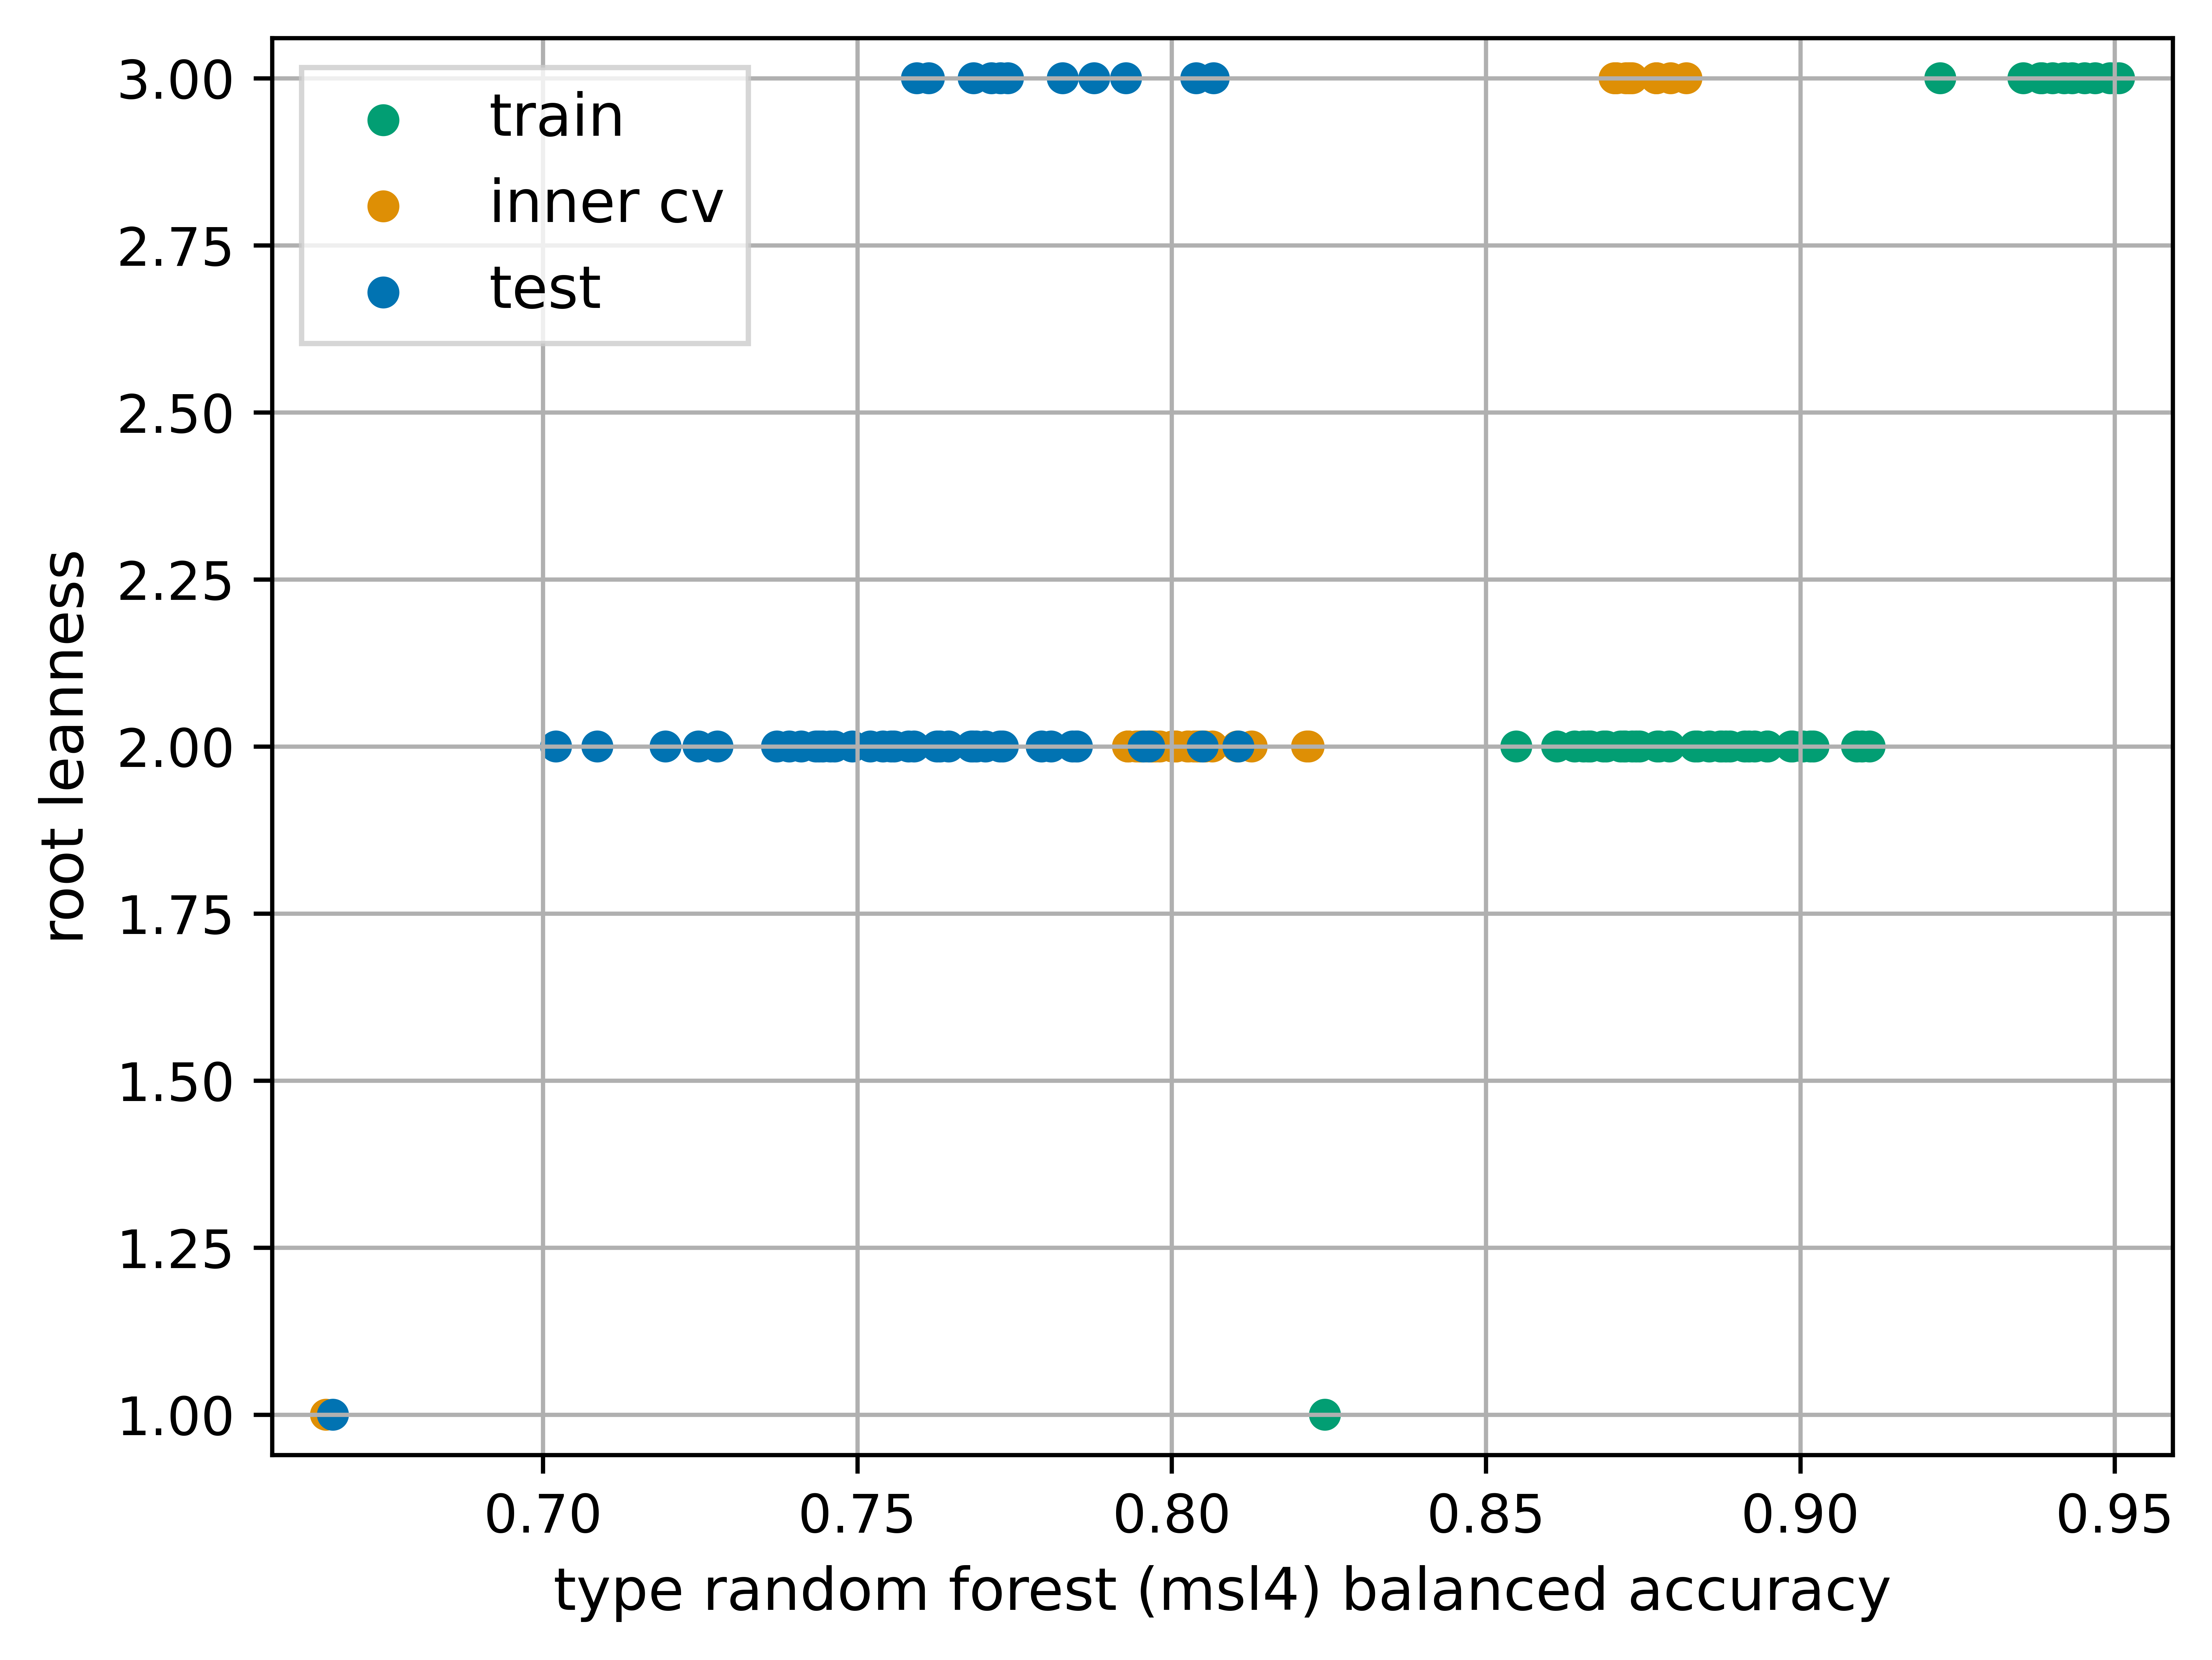 train
inner cv
test
3.00
2.75
2.50
2.25
2.00
1.75
1.50
1.25
1.00
root leanness
0.70 0.75 0.80 0.85 0.90 0.95
type random forest (msl4) balanced accuracy